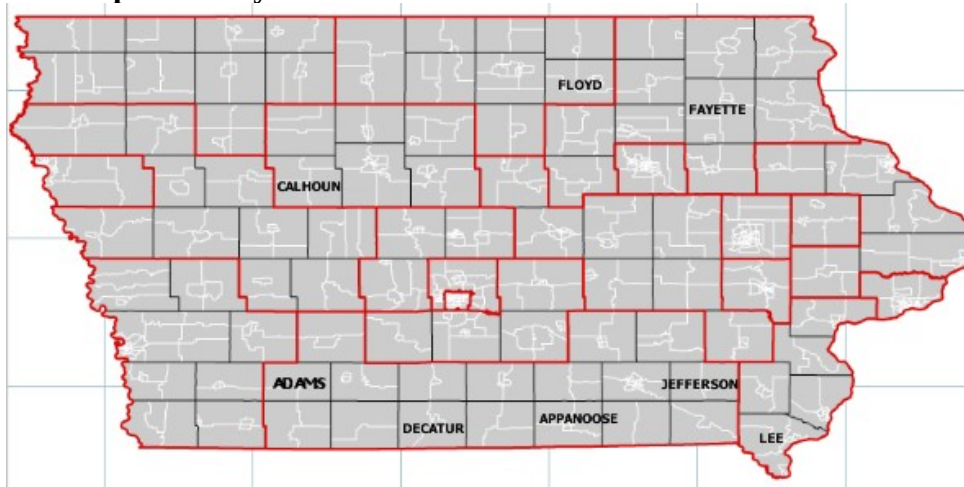 FLOYD
FAYETTE
CALHOUN
ADAMS
JEFFERSON
APPANOOSE
DECATUR
LEE